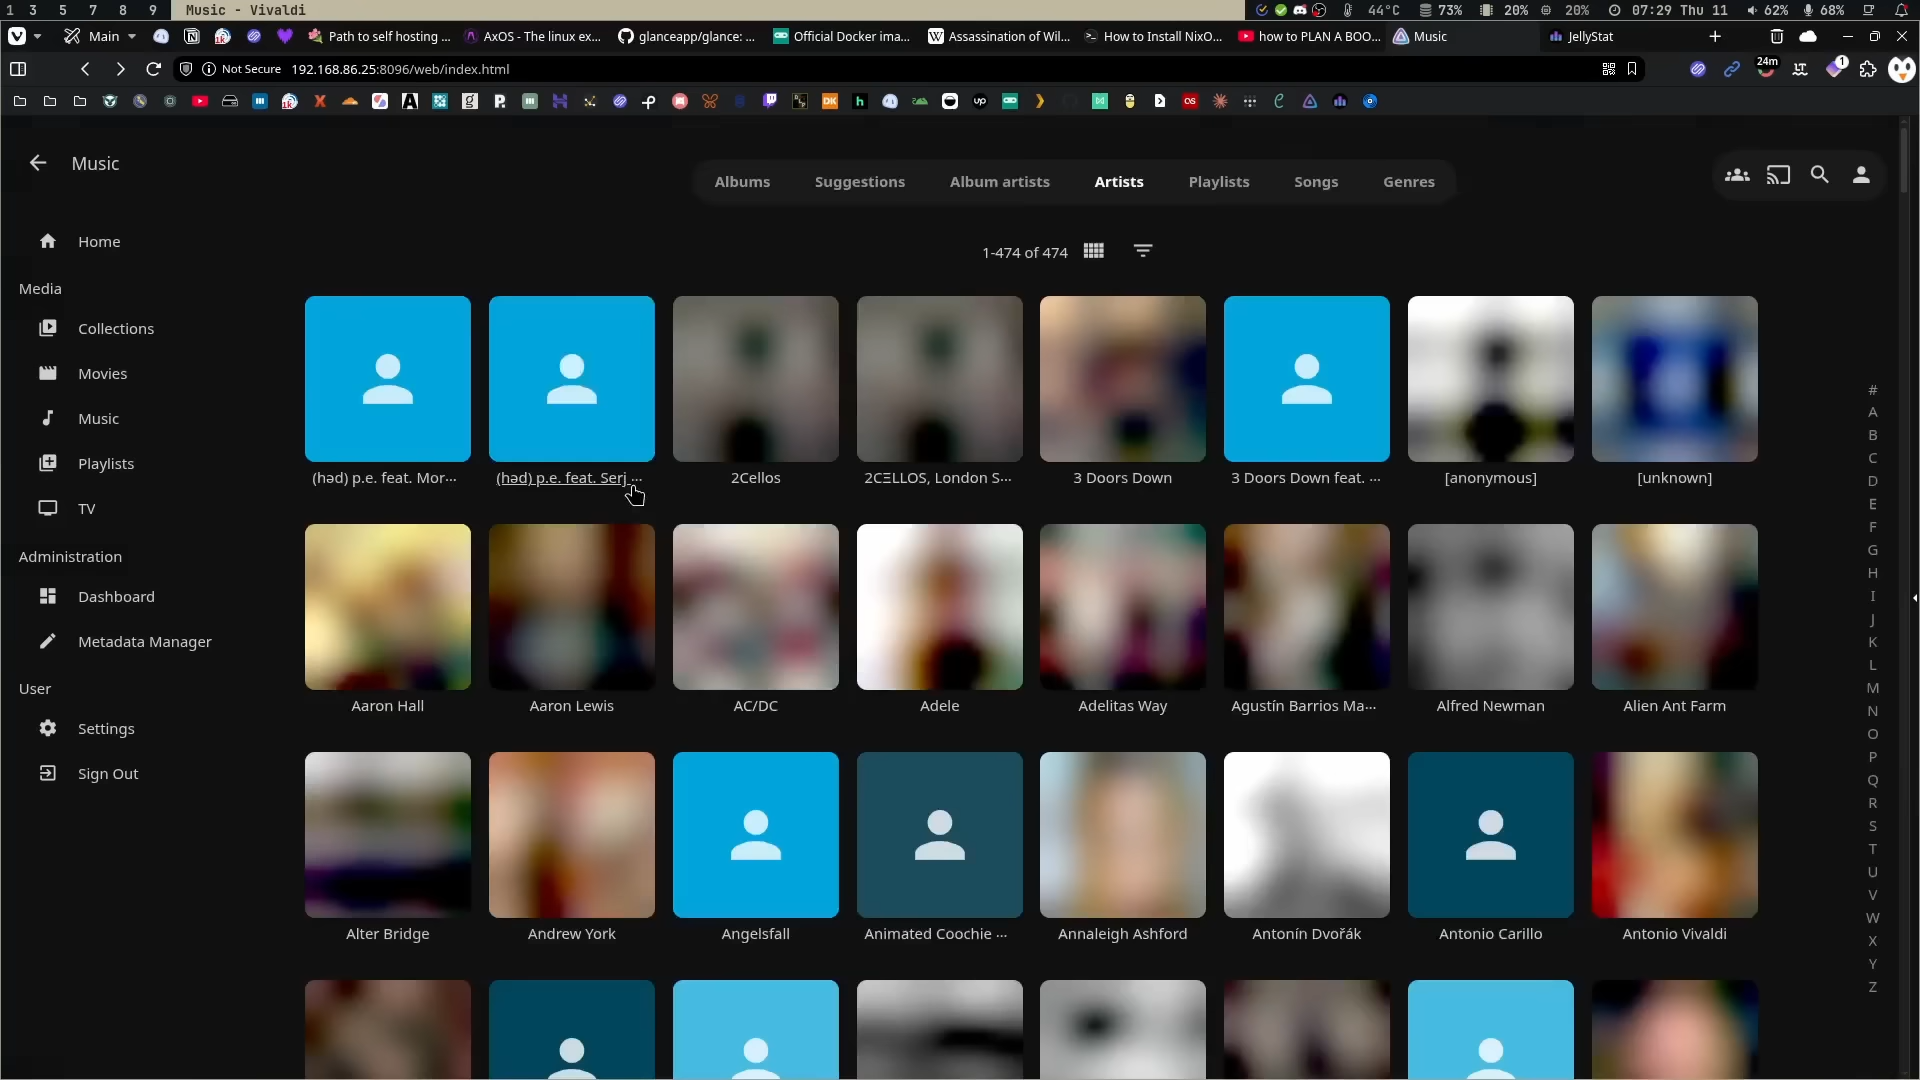 1 3 5 7 8 9 Music - Vivaldi 44°C 73% 20% 20% 07:29 Thu 11 62% 68%
Main Path to self hosting ... AxOS - The linux ex... glanceapp/glance: ... Official Docker ima... Assassination of Wil... How to Install NixO... how to PLAN A BOO... Music JellyStat
Not Secure 192.168.86.25:8096/web/index.html 24m 1
Music
Albums Suggestions Album artists Artists Playlists Songs Genres
Home
1-474 of 474
Media
Collections
Movies
Music
Playlists
TV
Administration
Dashboard
Metadata Manager
User
Settings
Sign Out
(həd) p.e. feat. Mor... (həd) p.e. feat. Serj ... 2Cellos 2CΞLLOS, London S... 3 Doors Down 3 Doors Down feat. ... [anonymous] [unknown]
Aaron Hall Aaron Lewis AC/DC Adele Adelitas Way Agustín Barrios Ma... Alfred Newman Alien Ant Farm
Alter Bridge Andrew York Angelsfall Animated Coochie ... Annaleigh Ashford Antonín Dvořák Antonio Carillo Antonio Vivaldi
#
A
B
C
D
E
F
G
H
I
J
K
L
M
N
O
P
Q
R
S
T
U
V
W
X
Y
Z